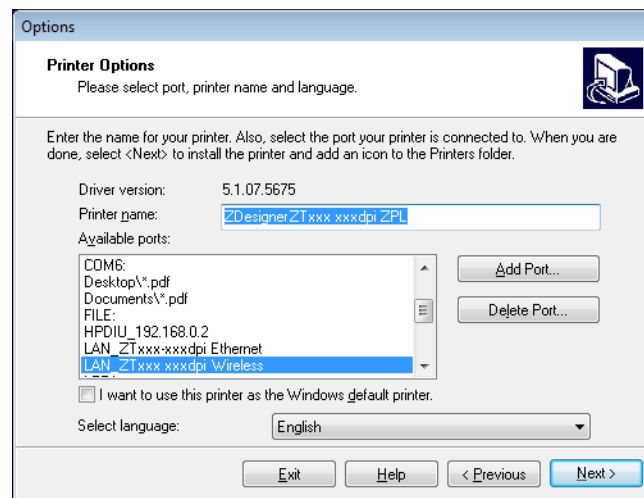 Options
Printer Options
Please select port, printer name and language.
Enter the name for your printer. Also, select the port your printer is connected to. When you are
done, select <Next> to install the printer and add an icon to the Printers folder.
Driver version: 5.1.07.5675
Printer name: ZDesignerZTxxx xxxdpi ZPL
Available ports:
COM6:
Desktop\*.pdf
Documents\*.pdf
FILE:
HPDIU_192.168.0.2
LAN_ZTxxx-xxxdpi Ethernet
LAN_ZTxxx xxxdpi Wireless
Add Port...
Delete Port...
I want to use this printer as the Windows default printer.
Select language: English
Exit Help < Previous Next >